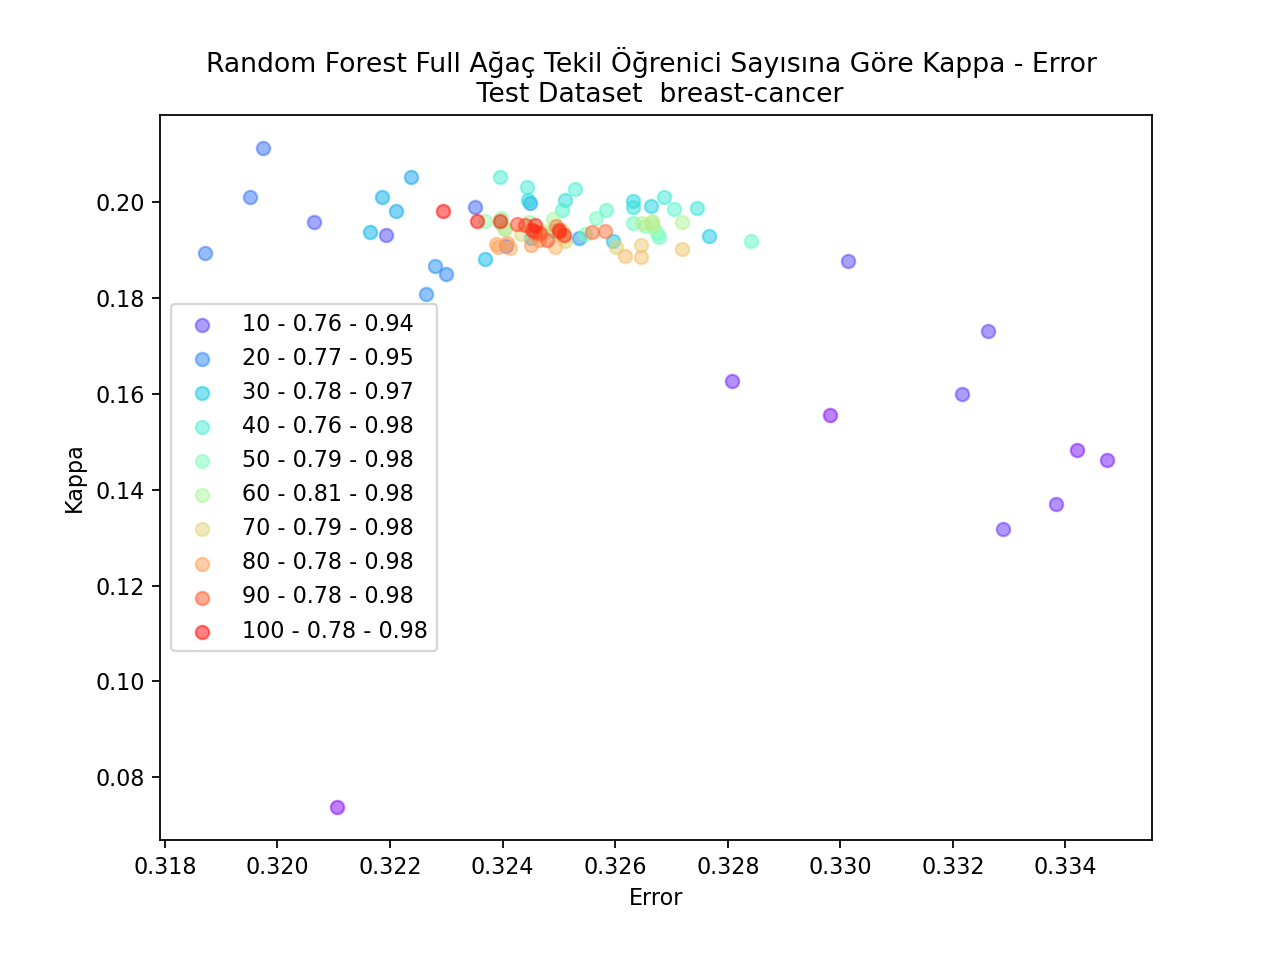 Random Forest Full Ağaç Tekil Öğrenici Sayısına Göre Kappa - Error
Test Dataset  breast-cancer
Kappa
0.20
0.18
0.16
0.14
0.12
0.10
0.08
10 - 0.76 - 0.94
20 - 0.77 - 0.95
30 - 0.78 - 0.97
40 - 0.76 - 0.98
50 - 0.79 - 0.98
60 - 0.81 - 0.98
70 - 0.79 - 0.98
80 - 0.78 - 0.98
90 - 0.78 - 0.98
100 - 0.78 - 0.98
0.318 0.320 0.322 0.324 0.326 0.328 0.330 0.332 0.334
Error